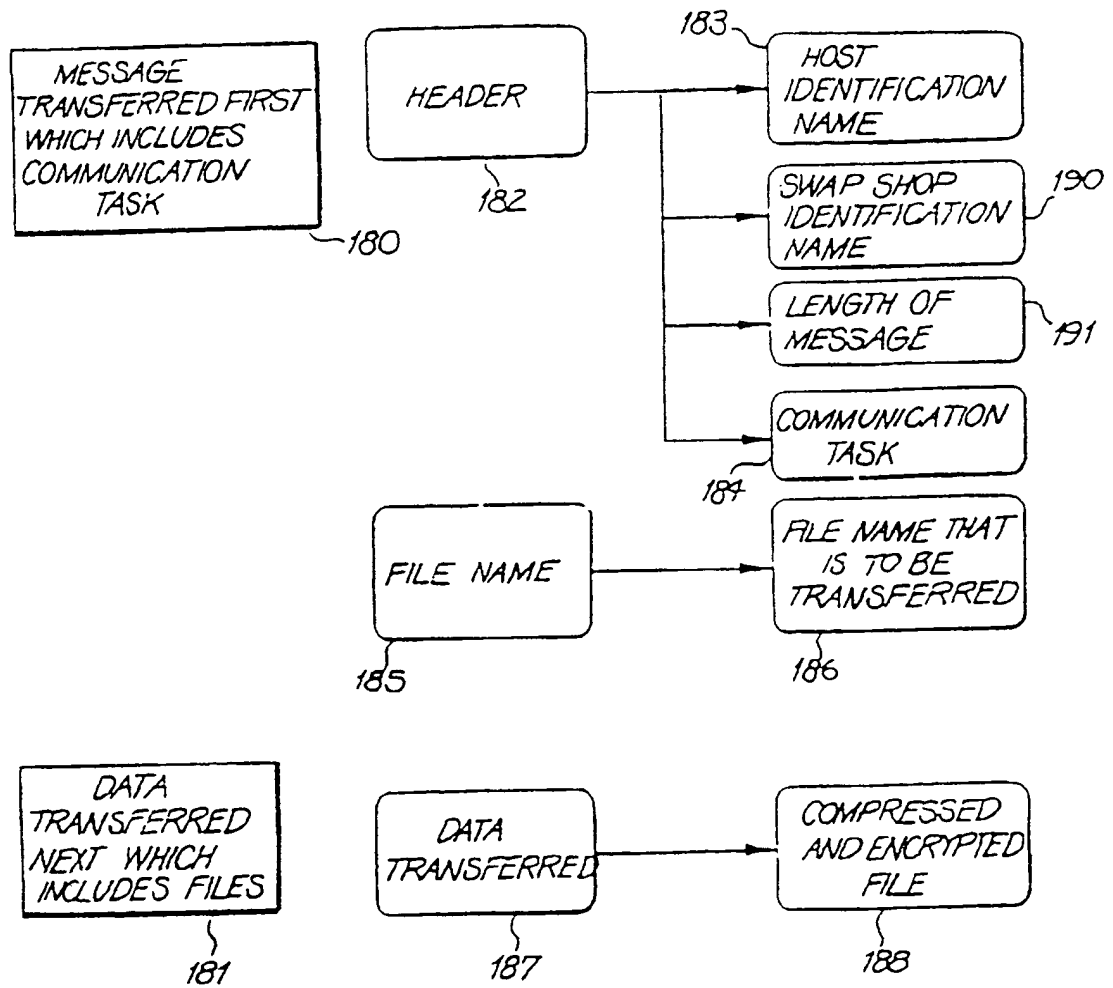 MESSAGE
TRANSFERRED FIRST
WHICH INCLUDES
COMMUNICATION
TASK
180
HEADER
182
183
HOST
IDENTIFICATION
NAME
SWAP SHOP
IDENTIFICATION
NAME
190
LENGTH OF
MESSAGE
191
COMMUNICATION
TASK
184
FILE NAME
185
FILE NAME THAT
IS TO BE
TRANSFERRED
186
DATA
TRANSFERRED
NEXT WHICH
INCLUDES FILES
181
DATA
TRANSFERRED
187
COMPRESSED
AND ENCRYPTED
FILE
188